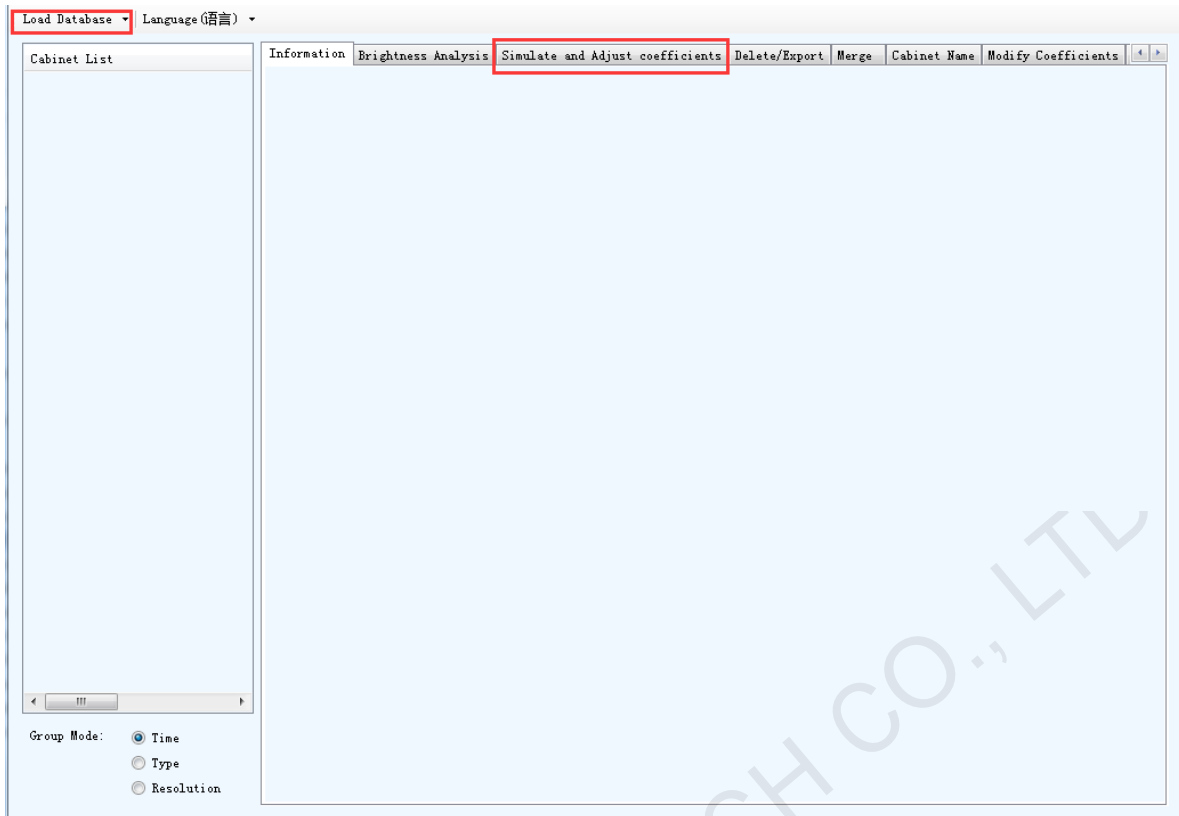 Load Database Language(语言)
Cabinet List
Information Brightness Analysis Simulate and Adjust coefficients Delete/Export Merge Cabinet Name Modify Coefficients
Group Mode: Time
Type
Resolution
CH CO., LTD